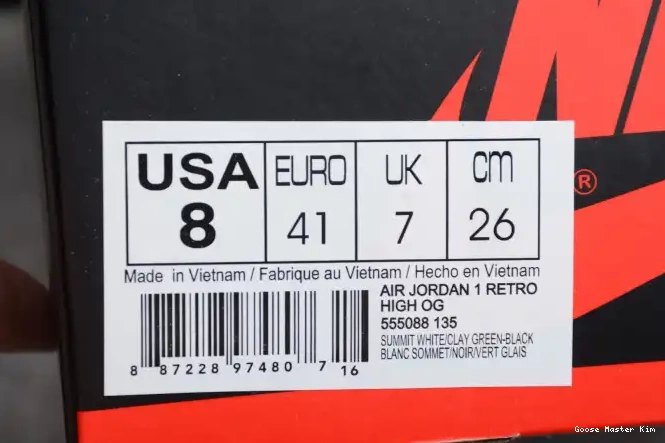 USA EURO UK cm
8 41 7 26
Made in Vietnam / Fabrique au Vietnam / Hecho en Vietnam
AIR JORDAN 1 RETRO
HIGH OG
555088 135
SUMMIT WHITE/CLAY GREEN-BLACK
BLANC SOMMET/NOIR/VERT GLAIS
8 87228 97480 7 16
®
Goose Master Kim